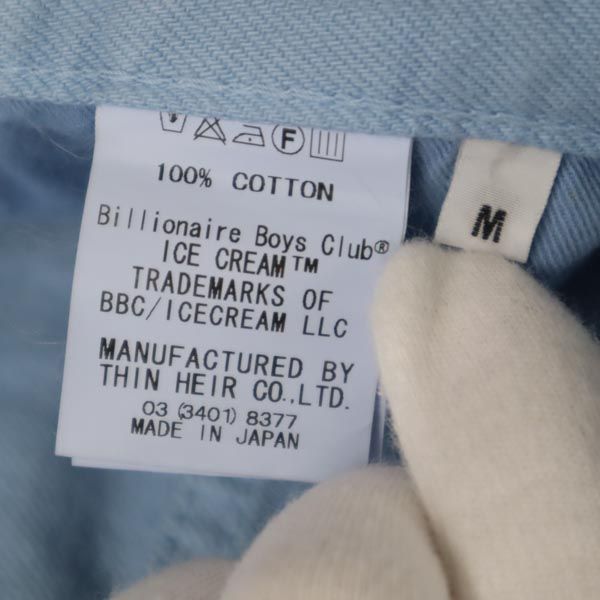 F
100% COTTON
Billionaire Boys Club®
ICE CREAM™
TRADEMARKS OF
BBC/ICECREAM LLC
MANUFACTURED BY
THIN HEIR CO.,LTD.
03 (3401) 8377
MADE IN JAPAN
M